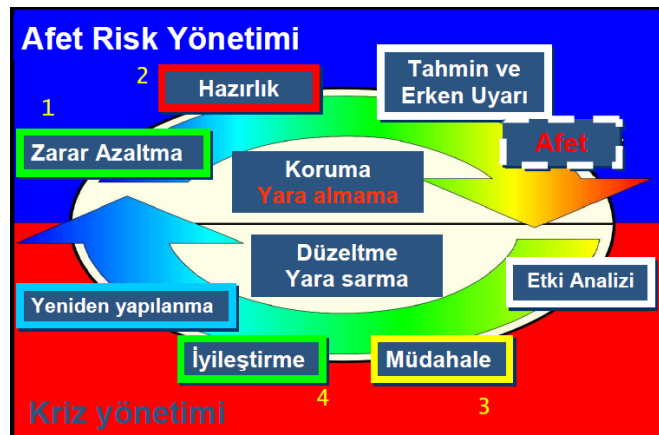 Afet Risk Yönetimi
2
Hazırlık
Tahmin ve
Erken Uyarı
1
Zarar Azaltma
Afet
Koruma
Yara almama
Düzeltme
Yara sarma
Etki Analizi
Yeniden yapılanma
İyileştirme
Müdahale
4
3
Kriz yönetimi